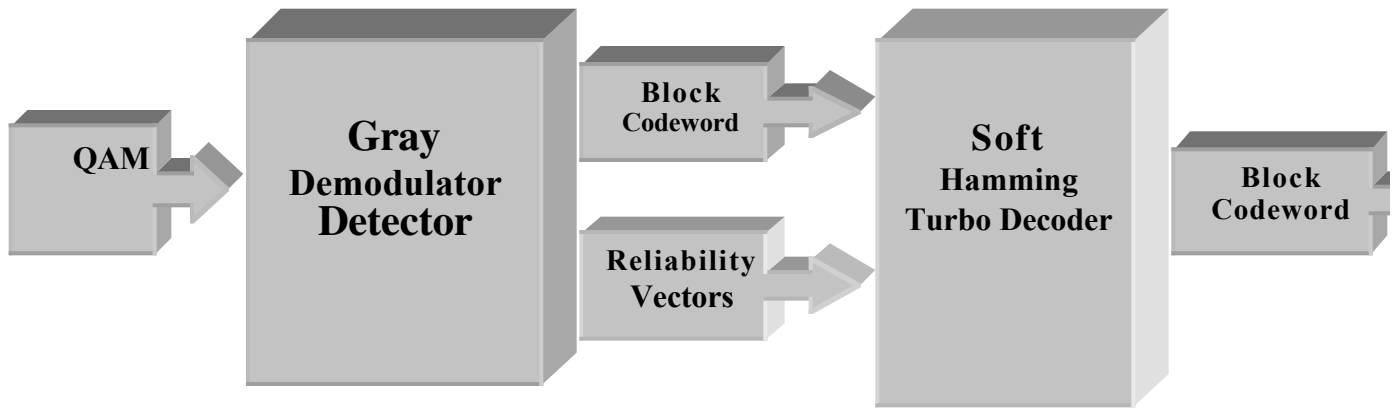 QAM
Gray
Demodulator
Detector
Block
Codeword
Reliability
Vectors
Soft
Hamming
Turbo Decoder
Block
Codeword